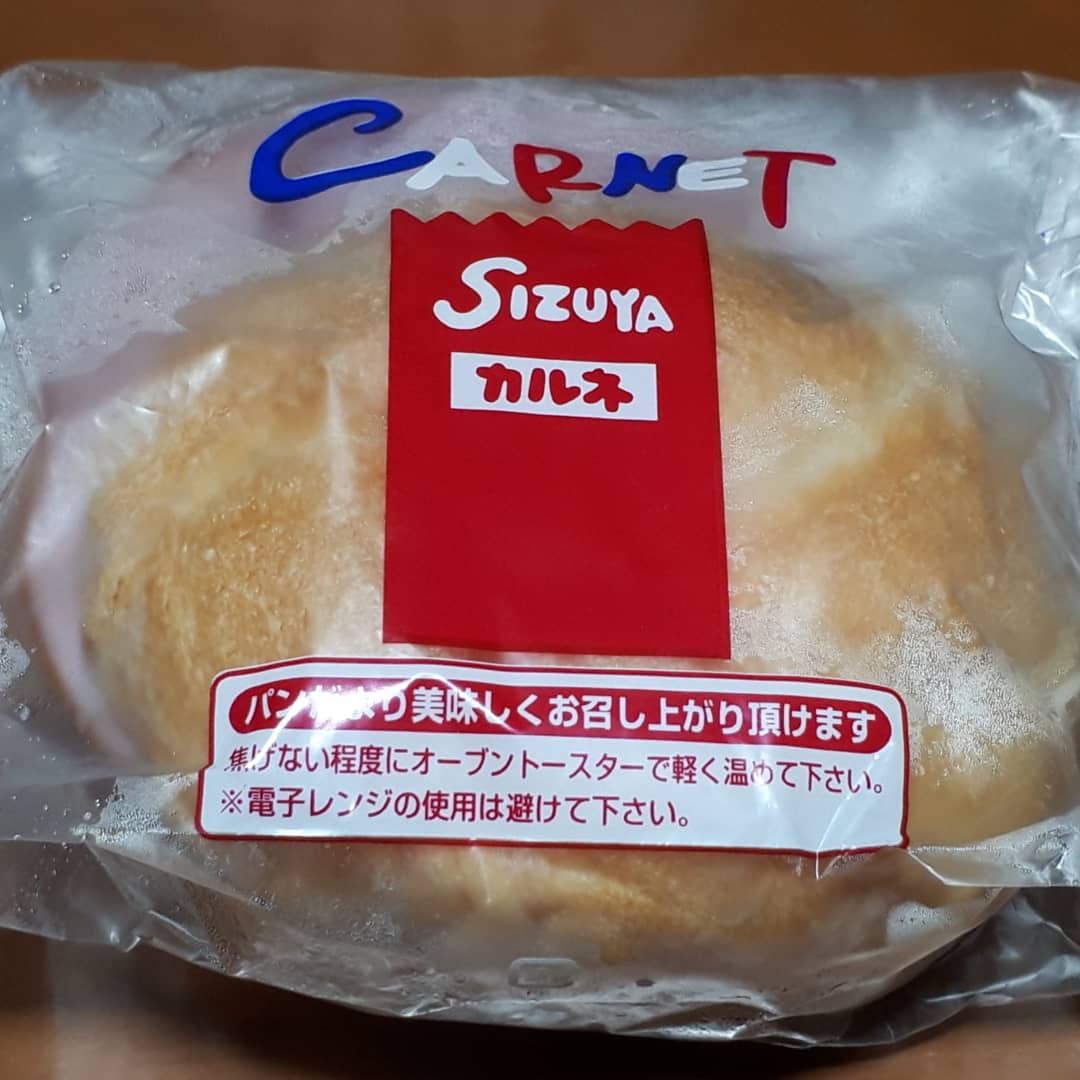 CARNET
SIZUYA
カルネ
パンがより美味しくお召し上がり頂けます
焦げない程度にオーブントースターで軽く温めて下さい。
※電子レンジの使用は避けて下さい。